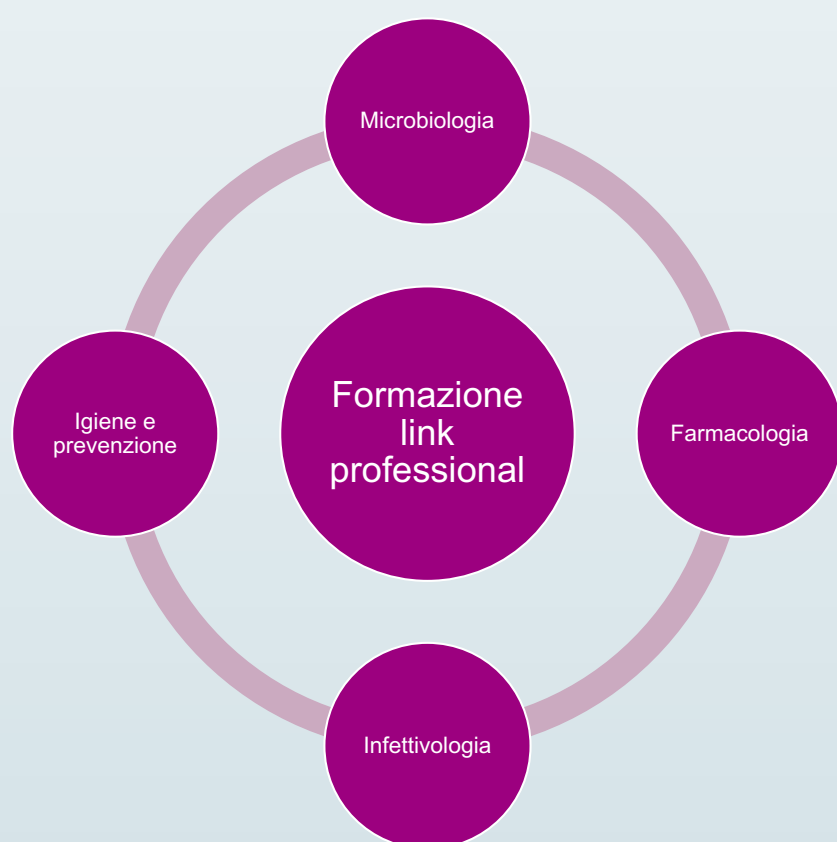 Microbiologia
Igiene e
prevenzione
Formazione
link
professional
Farmacologia
Infettivologia